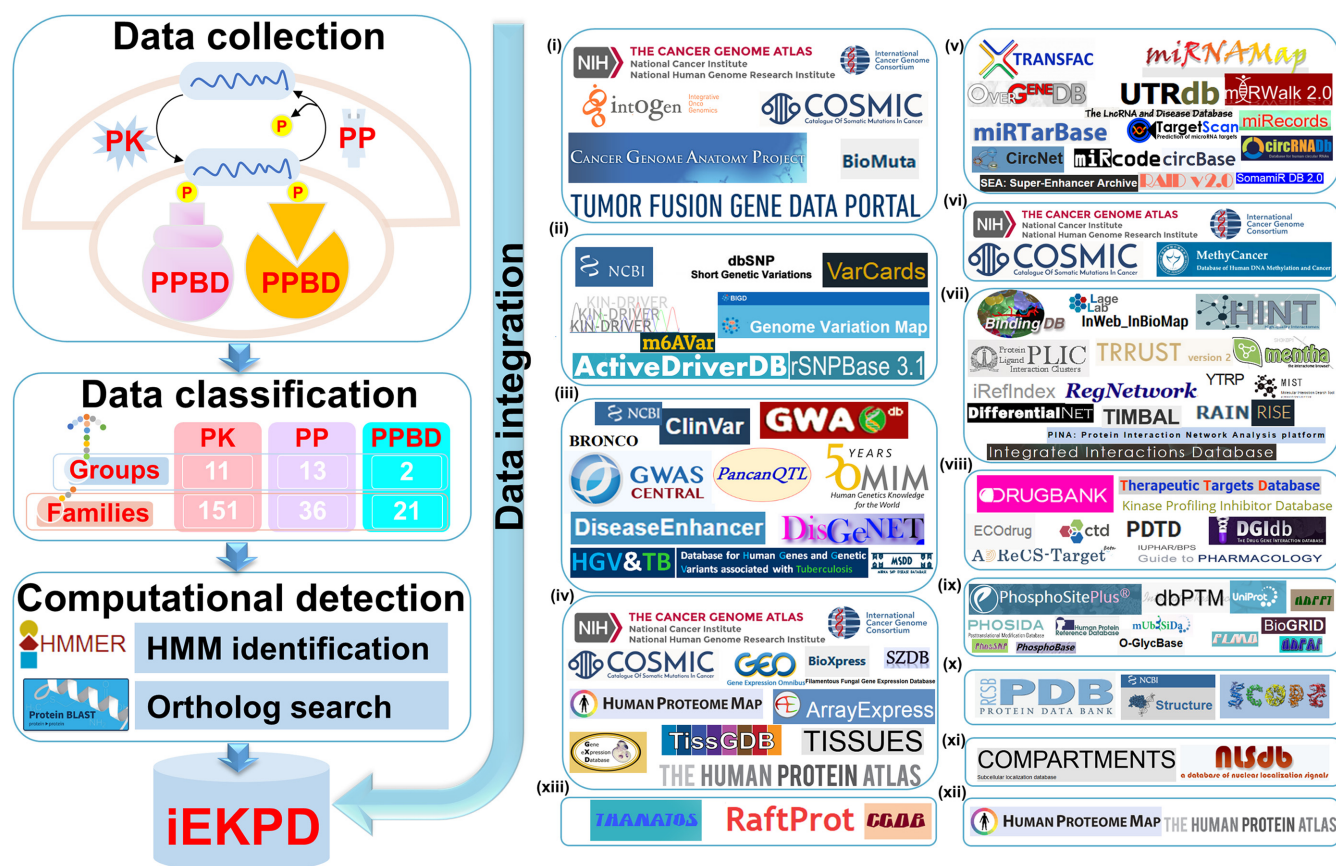 Data collection
PK
P
PP
P
P
PPBD
PPBD
Data classification
PK
PP
PPBD
Groups
11
13
2
Families
151
36
21
Computational detection
HMMER
HMM identification
Protein BLAST
protein ▸ protein
Ortholog search
iEKPD
Data integration
(i)
NIH
THE CANCER GENOME ATLAS
National Cancer Institute
National Human Genome Research Institute
International
Cancer Genome
Consortium
intOgen
Integrative
Onco
Genomics
COSMIC
Catalogue Of Somatic Mutations In Cancer
CANCER GENOME ANATOMY PROJECT
BioMuta
TUMOR FUSION GENE DATA PORTAL
(ii)
NCBI
dbSNP
Short Genetic Variations
VarCards
KIN-DRIVER
KIN-DRIVER
KIN-DRIVER
BIGD
Genome Variation Map
m6AVar
ActiveDriverDB
rSNPBase 3.1
(iii)
NCBI
ClinVar
GWA
db
BRONCO
GWAS
CENTRAL
PancanQTL
50
YEARS
OMIM
Human Genetics Knowledge
for the World
DiseaseEnhancer
DisGeNET
HGV&TB
Database for Human Genes and Genetic
Variants associated with Tuberculosis
MSDD
(iv)
NIH
THE CANCER GENOME ATLAS
National Cancer Institute
National Human Genome Research Institute
International
Cancer Genome
Consortium
COSMIC
Catalogue Of Somatic Mutations In Cancer
GEO
Gene Expression Omnibus
BioXpress
SZDB
Filamentous Fungal Gene Expression Database
HUMAN PROTEOME MAP
ArrayExpress
Gene
eXpression
Database
TissGDB
TISSUES
THE HUMAN PROTEIN ATLAS
(xiii)
THANATOS
RaftProt
CGDB
(v)
TRANSFAC
miRNAMap
OVERGENEDB
UTRdb
miRWalk 2.0
The LncRNA and Disease Database
miRTarBase
TargetScan
Prediction of microRNA targets
miRecords
CircNet
miRcode
circBase
circRNADb
SEA: Super-Enhancer Archive
RAID v2.0
SomamiR DB 2.0
(vi)
NIH
THE CANCER GENOME ATLAS
National Cancer Institute
National Human Genome Research Institute
International
Cancer Genome
Consortium
COSMIC
Catalogue Of Somatic Mutations In Cancer
MethyCancer
Database of Human DNA Methylation and Cancer
(vii)
BindingDB
Lage
Lab
InWeb_InBioMap
HINT
Protein
Ligand
Interaction Clusters
PLIC
TRRUST version 2
mentha
the interactome browser
iRefIndex
RegNetwork
YTRP
MIST
DifferentialNET
TIMBAL
RAIN
RISE
PINA: Protein Interaction Network Analysis platform
Integrated Interactions Database
(viii)
DRUGBANK
Therapeutic Targets Database
Kinase Profiling Inhibitor Database
ECOdrug
ctd
PDTD
DGIdb
THE DRUG GENE INTERACTION DATABASE
AReCS-Target
IUPHAR/BPS
Guide to PHARMACOLOGY
(ix)
PhosphoSitePlus®
dbPTM
UniProt
dbPPT
PHOSIDA
Posttranslational Modification Database
Human Protein
Reference Database
mUbiSiDa
BioGRID
PhosSNP
PhosphoBase
O-GlycBase
PLMD
dbPAF
(x)
RCSB
PDB
PROTEIN DATA BANK
NCBI
Structure
SCOPe
(xi)
COMPARTMENTS
Subcellular localization database
NLSdb
a database of nuclear localization signals
(xii)
HUMAN PROTEOME MAP
THE HUMAN PROTEIN ATLAS